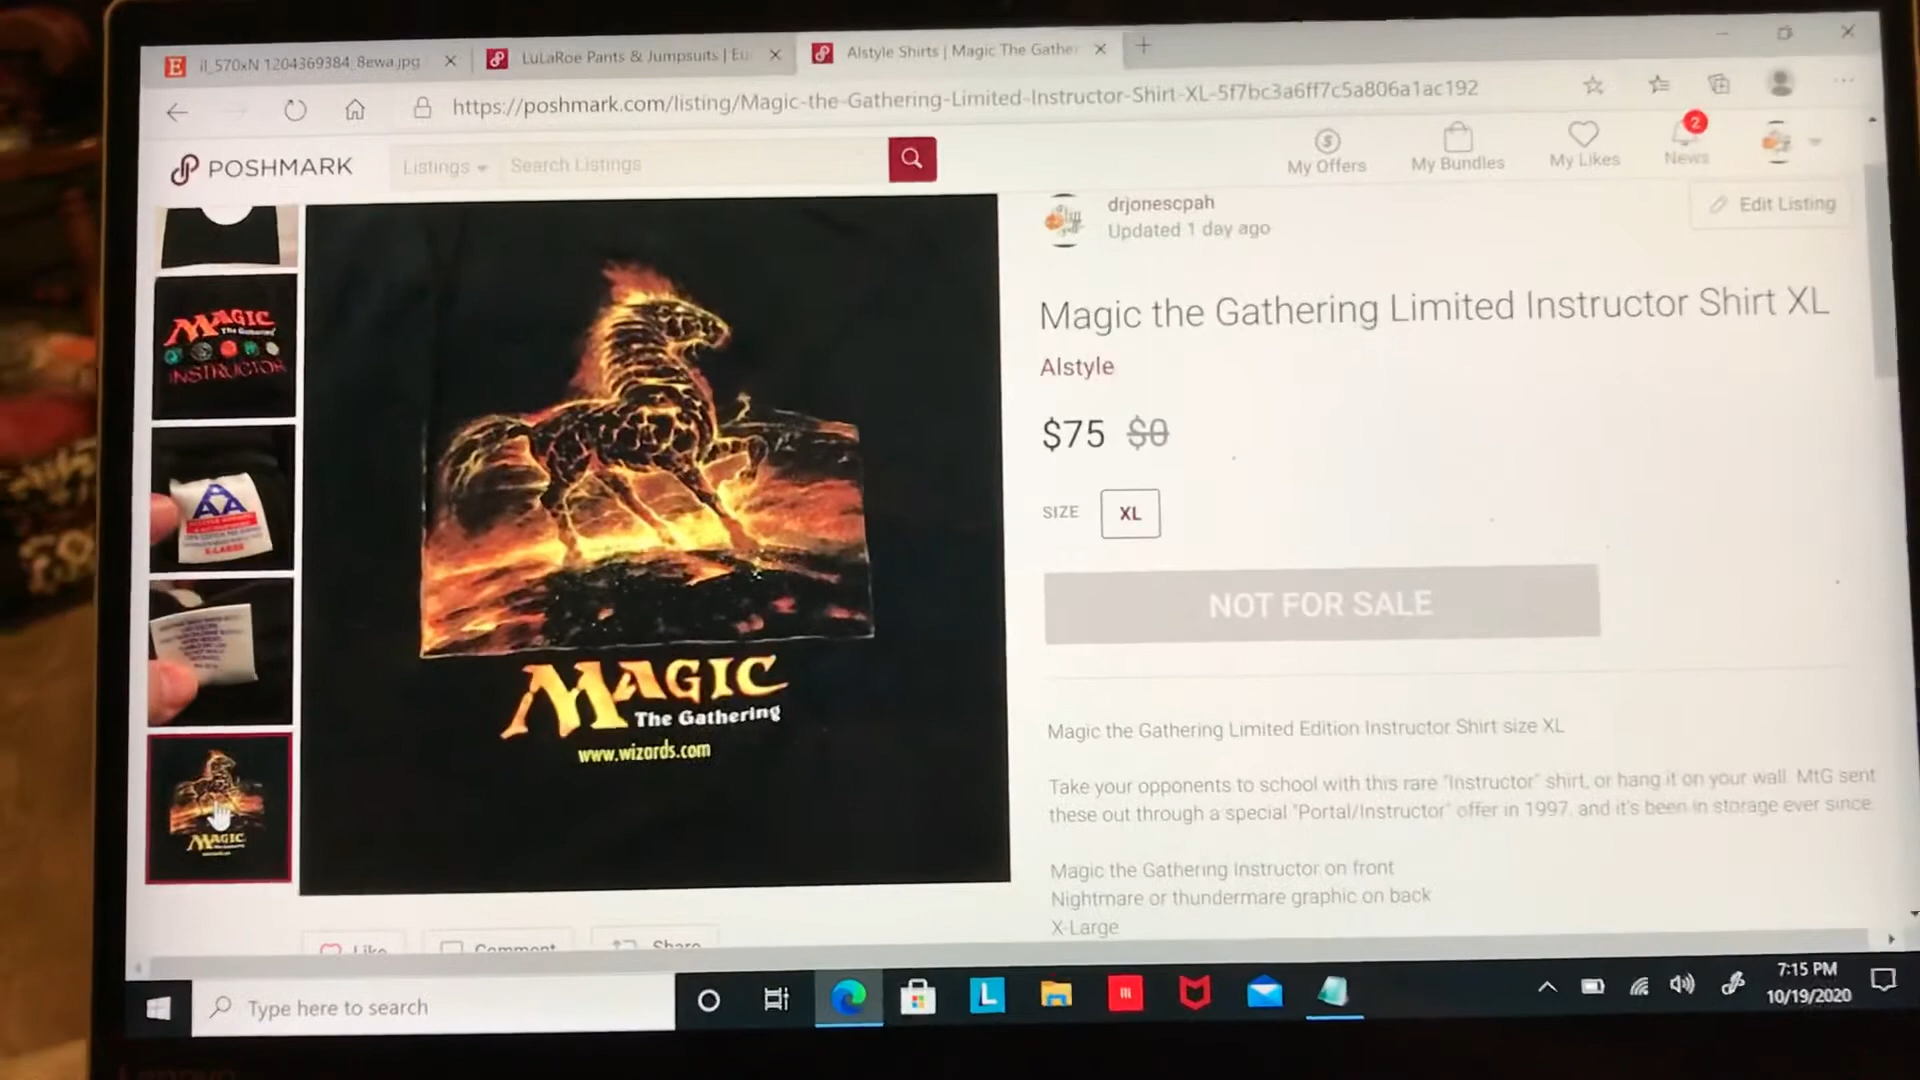 il_570xN.1204369384_8ewa.jpg
LuLaRoe Pants & Jumpsuits | Eu
Alstyle Shirts | Magic The Gather
https://poshmark.com/listing/Magic-the-Gathering-Limited-Instructor-Shirt-XL-5f7bc3a6ff7c5a806a1ac192
POSHMARK
Listings
Search Listings
My Offers
My Bundles
My Likes
2
News
drjonescpah
Updated 1 day ago
Edit Listing
MAGIC
The Gathering
INSTRUCTOR
X-LARGE
MAGIC
The Gathering
www.wizards.com
MAGIC
Magic the Gathering Limited Instructor Shirt XL
Alstyle
$75 $0
SIZE XL
NOT FOR SALE
Magic the Gathering Limited Edition Instructor Shirt size XL
Take your opponents to school with this rare "Instructor" shirt, or hang it on your wall. MtG sent
these out through a special "Portal/Instructor" offer in 1997, and it's been in storage ever since.
Magic the Gathering Instructor on front
Nightmare or thundermare graphic on back
X-Large
Like
Comment
Share
Type here to search
L
7:15 PM
10/19/2020
Lenovo